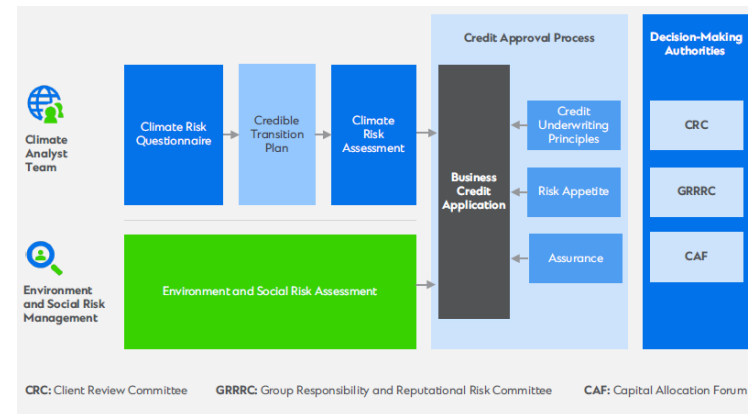 Credit Approval Process
Decision-Making
Authorities
Climate
Analyst
Team
Climate Risk
Questionnaire
Credible
Transition
Plan
Climate
Risk
Assessment
Business
Credit
Application
Credit
Underwriting
Principles
Risk Appetite
Assurance
CRC
GRRRC
CAF
Environment
and Social Risk
Management
Environment and Social Risk Assessment
CRC: Client Review Committee GRRRC: Group Responsibility and Reputational Risk Committee CAF: Capital Allocation Forum